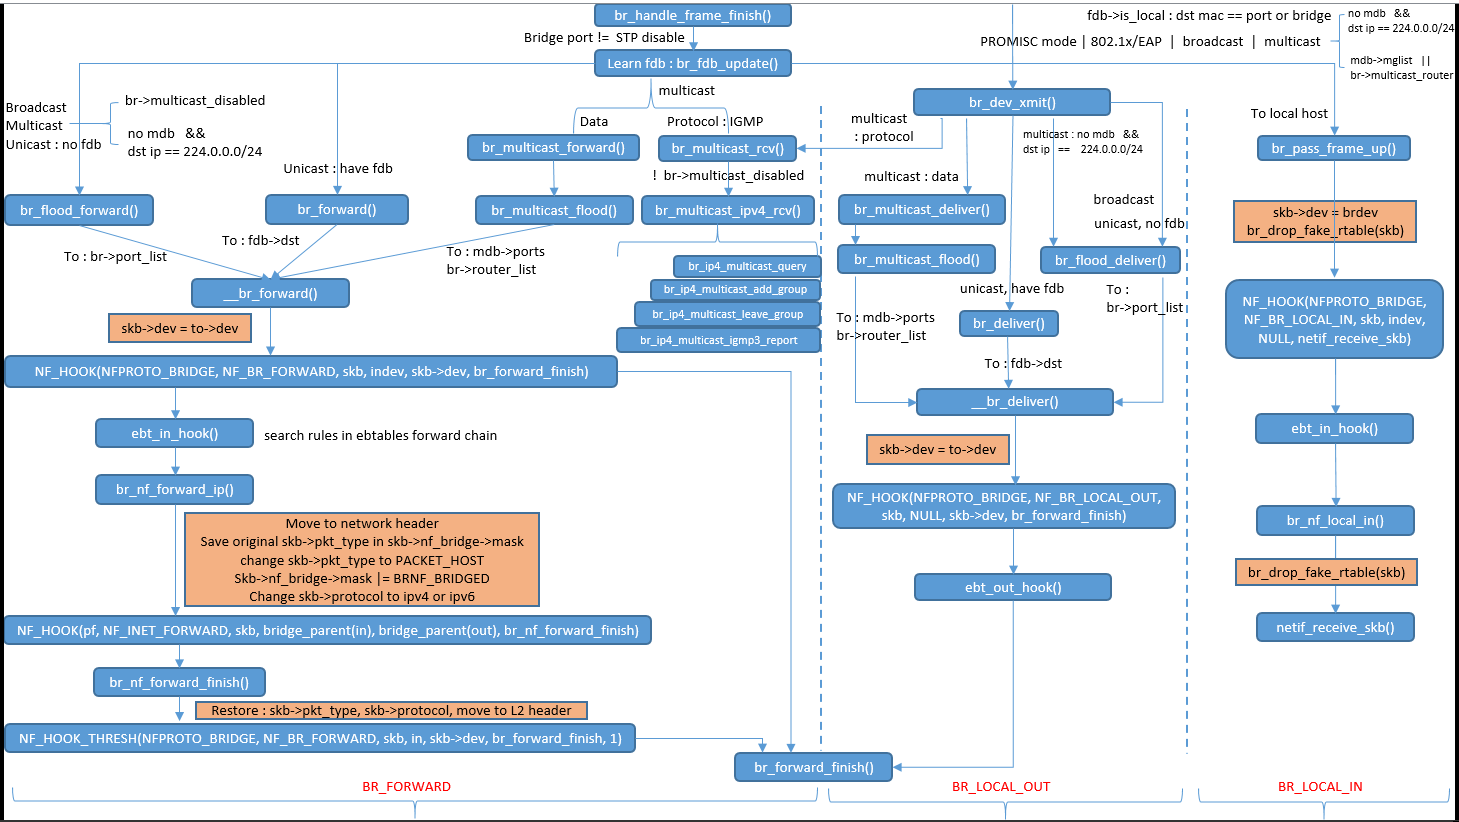 br_handle_frame_finish()
Bridge port != STP disable
Learn fdb : br_fdb_update()
multicast
Broadcast
Multicast
Unicast : no fdb
br->multicast_disabled
no mdb &&
dst ip == 224.0.0.0/24
Unicast : have fdb
Data
Protocol : IGMP
br_multicast_forward()
br_multicast_rcv()
! br->multicast_disabled
br_flood_forward()
br_forward()
br_multicast_flood()
br_multicast_ipv4_rcv()
To : br->port_list
To : fdb->dst
To : mdb->ports
br->router_list
br_ip4_multicast_query
br_ip4_multicast_add_group
br_ip4_multicast_leave_group
br_ip4_multicast_igmp3_report
__br_forward()
skb->dev = to->dev
NF_HOOK(NFPROTO_BRIDGE, NF_BR_FORWARD, skb, indev, skb->dev, br_forward_finish)
ebt_in_hook()
search rules in ebtables forward chain
br_nf_forward_ip()
Move to network header
Save original skb->pkt_type in skb->nf_bridge->mask
change skb->pkt_type to PACKET_HOST
Skb->nf_bridge->mask |= BRNF_BRIDGED
Change skb->protocol to ipv4 or ipv6
NF_HOOK(pf, NF_INET_FORWARD, skb, bridge_parent(in), bridge_parent(out), br_nf_forward_finish)
br_nf_forward_finish()
Restore : skb->pkt_type, skb->protocol, move to L2 header
NF_HOOK_THRESH(NFPROTO_BRIDGE, NF_BR_FORWARD, skb, in, skb->dev, br_forward_finish, 1)
br_forward_finish()
BR_FORWARD
br_dev_xmit()
multicast
: protocol
multicast : no mdb &&
dst ip == 224.0.0.0/24
multicast : data
broadcast
unicast, no fdb
br_multicast_deliver()
br_multicast_flood()
br_flood_deliver()
unicast, have fdb
To :
br->port_list
To : mdb->ports
br->router_list
br_deliver()
To : fdb->dst
__br_deliver()
skb->dev = to->dev
NF_HOOK(NFPROTO_BRIDGE, NF_BR_LOCAL_OUT,
skb, NULL, skb->dev, br_forward_finish)
ebt_out_hook()
BR_LOCAL_OUT
fdb->is_local : dst mac == port or bridge
PROMISC mode | 802.1x/EAP | broadcast | multicast
no mdb &&
dst ip == 224.0.0.0/24
mdb->mglist ||
br->multicast_router
To local host
br_pass_frame_up()
skb->dev = brdev
br_drop_fake_rtable(skb)
NF_HOOK(NFPROTO_BRIDGE,
NF_BR_LOCAL_IN, skb, indev,
NULL, netif_receive_skb)
ebt_in_hook()
br_nf_local_in()
br_drop_fake_rtable(skb)
netif_receive_skb()
BR_LOCAL_IN